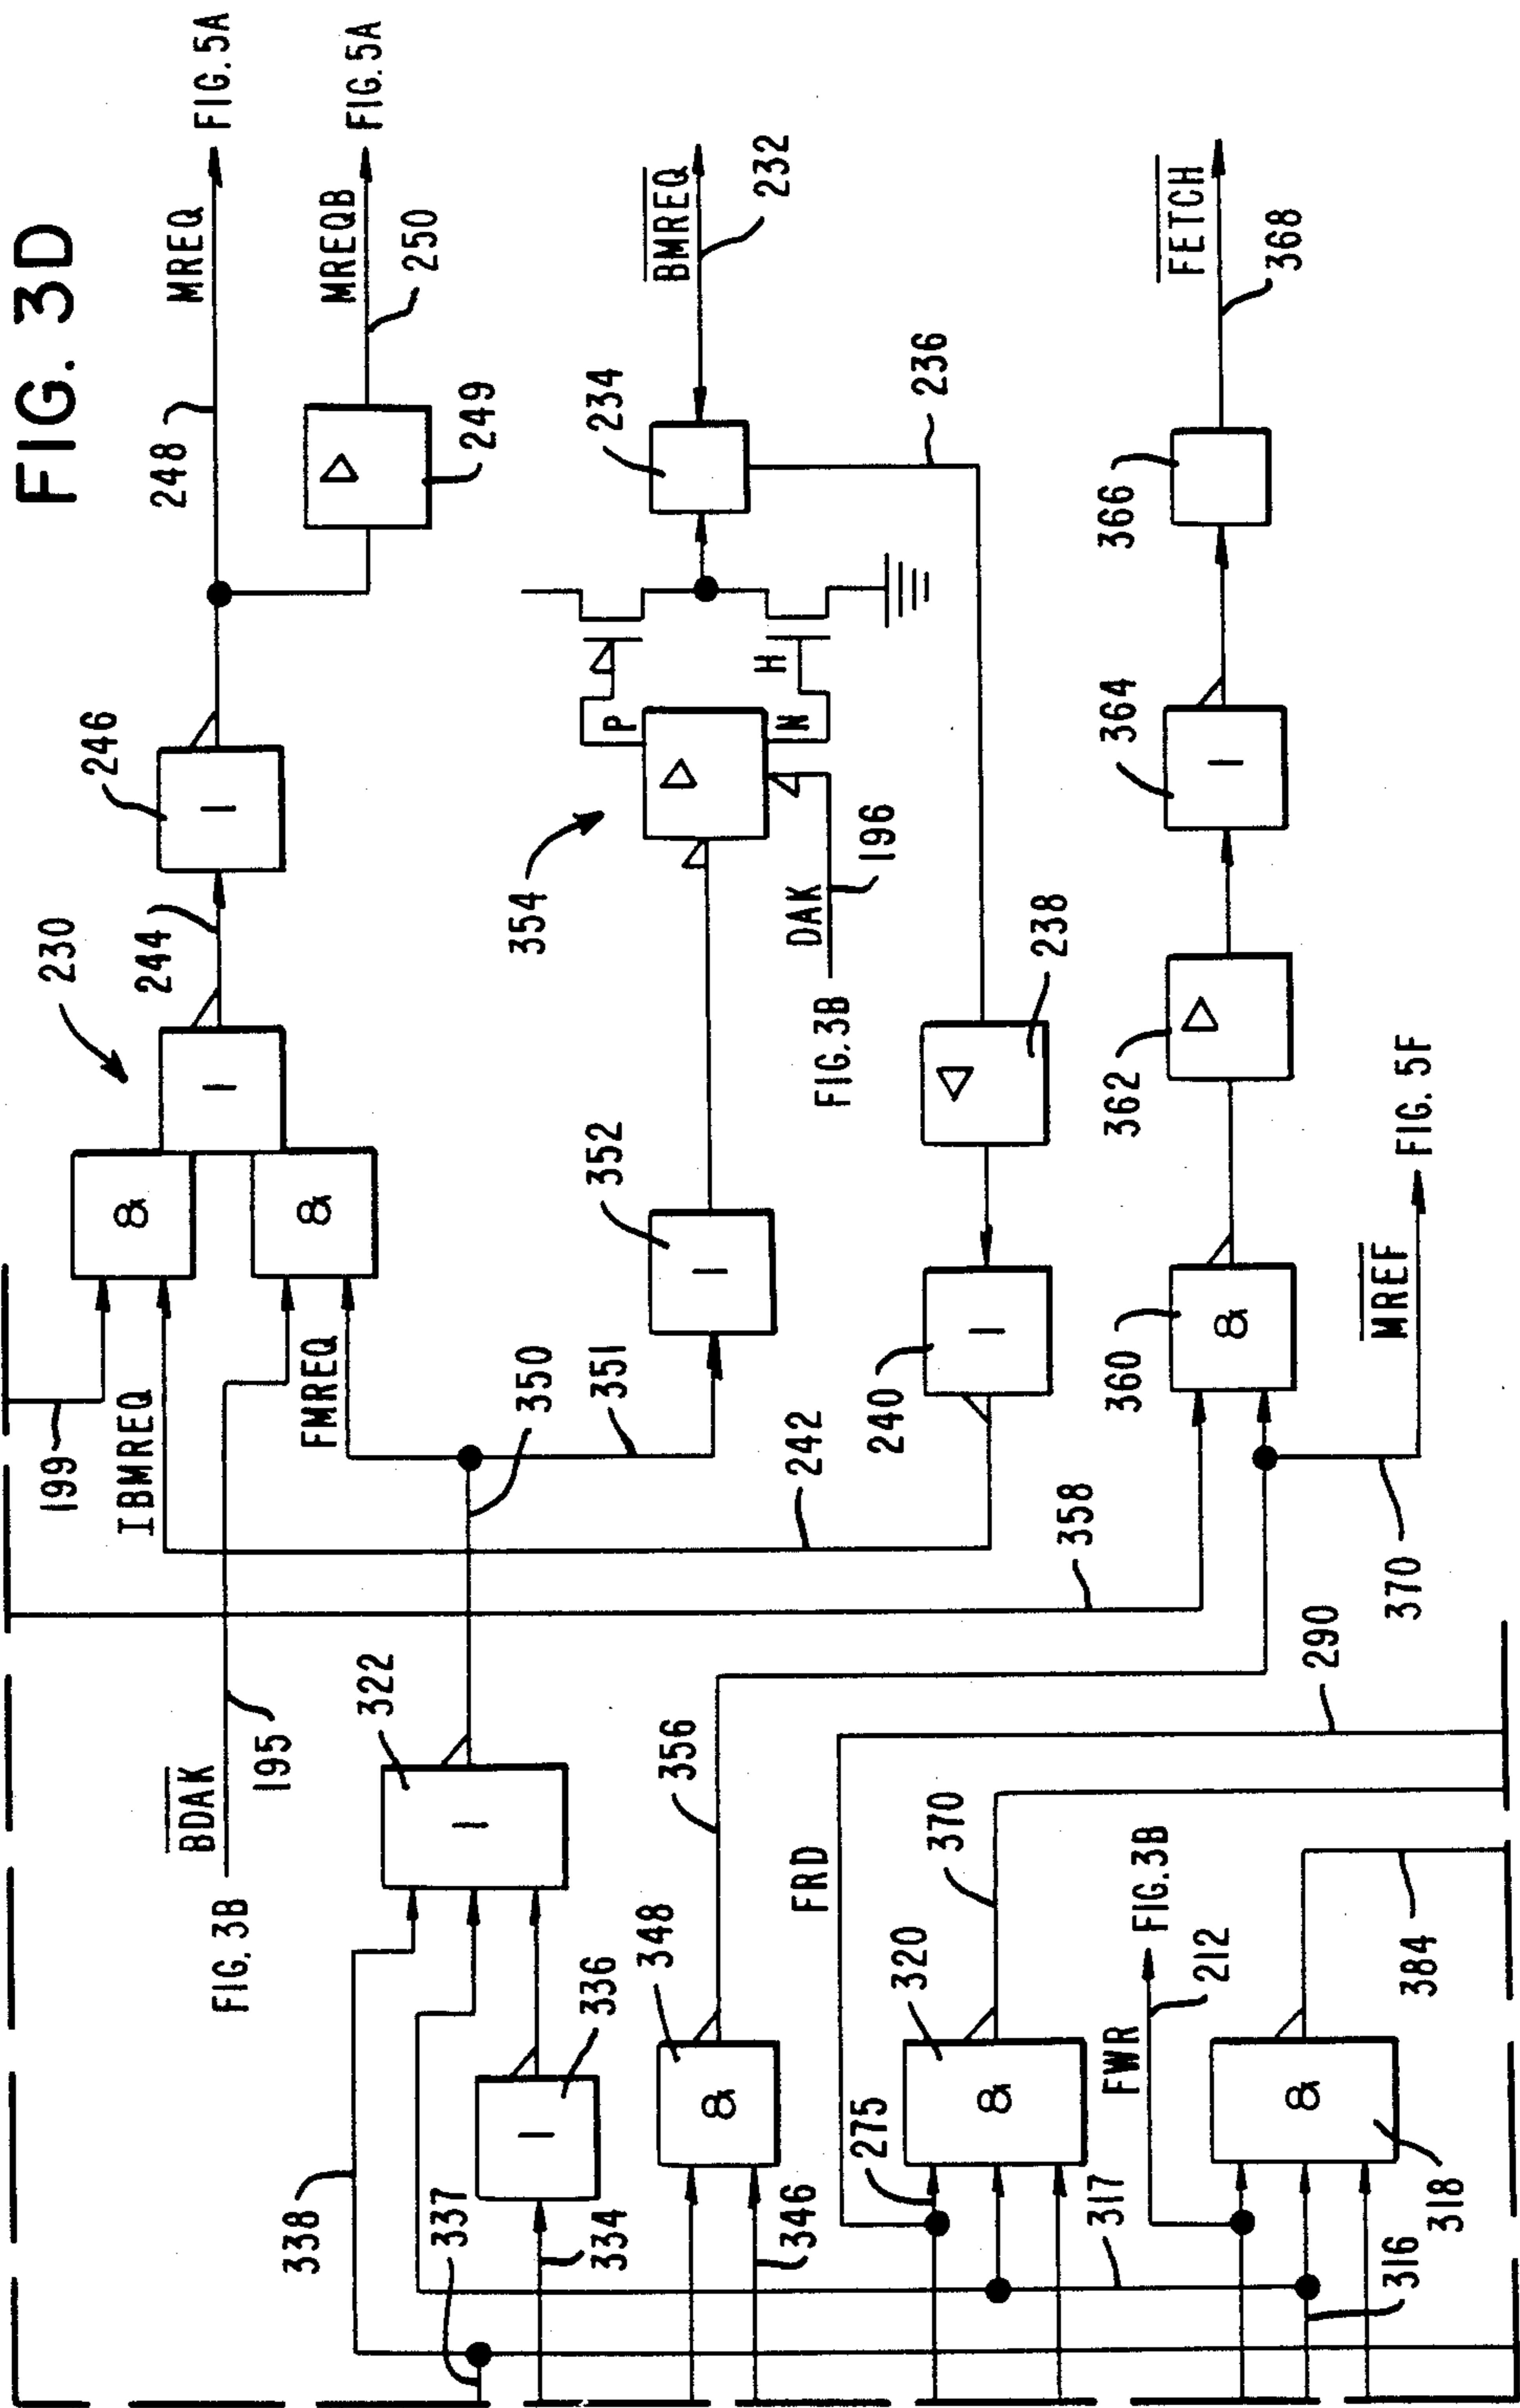 FIG. 3D
199
IBMREQ
FMREQ
230
244
246
248
MREQ
FIG. 5A
MREQB
FIG. 5A
250
249
&
&
I
I
BDAK
FIG. 3B
195
338
337
334
336
I
322
I
350
351
352
I
354
P
N
H
DAK
196
FIG. 3B
234
BMREQ
232
236
238
240
I
242
358
348
&
346
356
360
&
362
364
I
366
FETCH
368
MREF
FIG. 5F
370
FRD
290
275
320
&
370
317
FWR
FIG. 3B
212
&
318
316
384